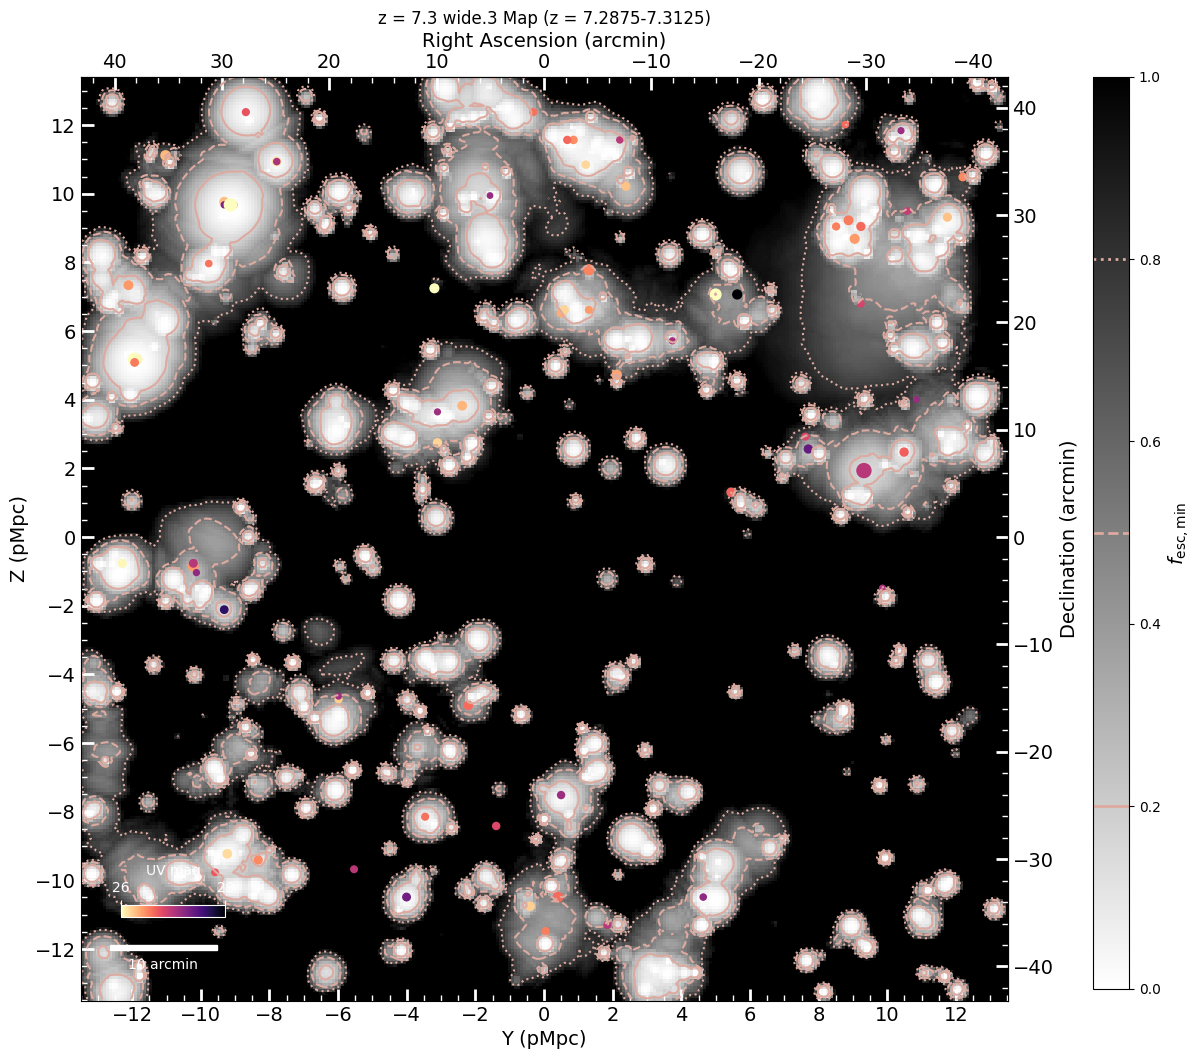 z = 7.3 wide.3 Map (z = 7.2875-7.3125)
Right Ascension (arcmin)
40 30 20 10 0 −10 −20 −30 −40
12 10 8 6 4 2 0 −2 −4 −6 −8 −10 −12
Z (pMpc)
40 30 20 10 0 −10 −20 −30 −40
Declination (arcmin)
1.0 0.8 0.6 0.4 0.2 0.0
fesc,min
UV mag
26
10 arcmin
−12 −10 −8 −6 −4 −2 0 2 4 6 8 10 12
Y (pMpc)